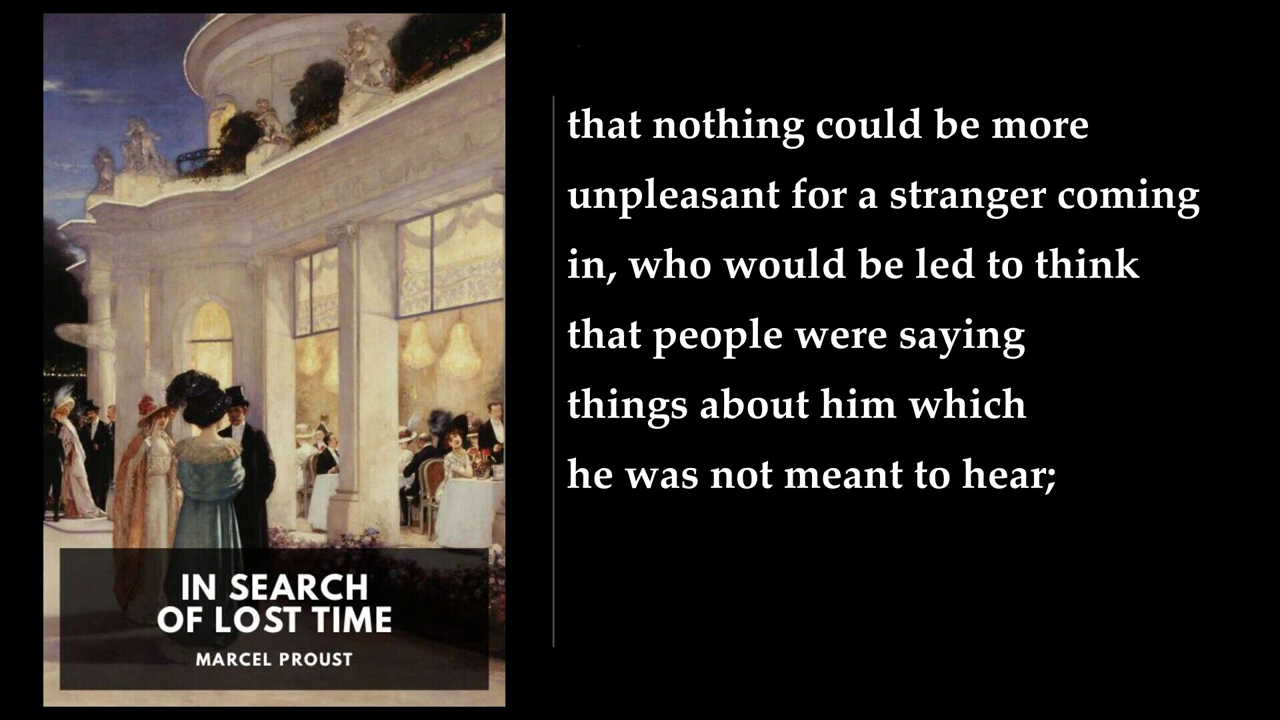 that nothing could be more
unpleasant for a stranger coming
in, who would be led to think
that people were saying
things about him which
he was not meant to hear;
IN SEARCH
OF LOST TIME
MARCEL PROUST